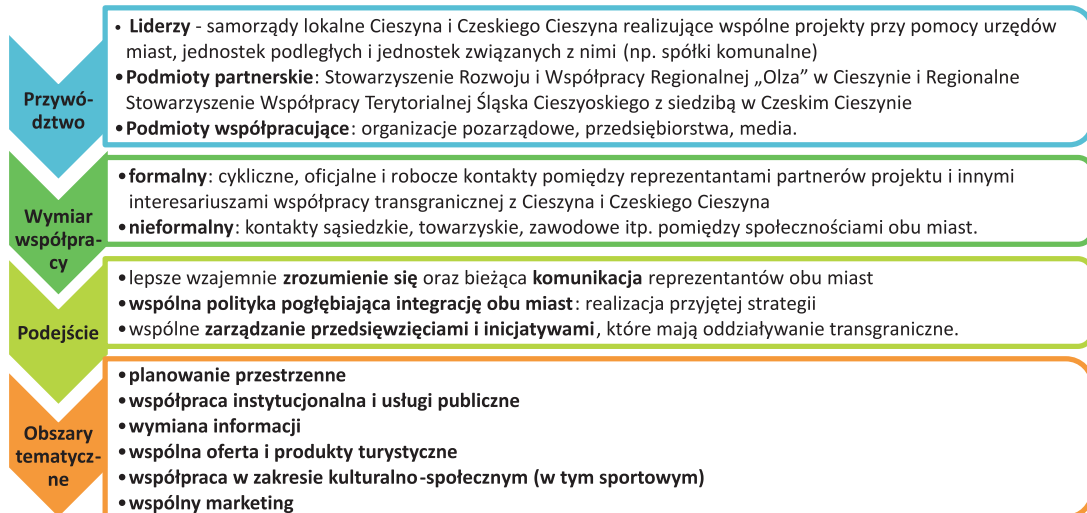 Przywó-
dztwo
• Liderzy - samorządy lokalne Cieszyna i Czeskiego Cieszyna realizujące wspólne projekty przy pomocy urzędów
miast, jednostek podległych i jednostek związanych z nimi (np. spółki komunalne)
• Podmioty partnerskie: Stowarzyszenie Rozwoju i Współpracy Regionalnej „Olza” w Cieszynie i Regionalne
Stowarzyszenie Współpracy Terytorialnej Śląska Cieszyoskiego z siedzibą w Czeskim Cieszynie
• Podmioty współpracujące: organizacje pozarządowe, przedsiębiorstwa, media.
Wymiar
współpra-
cy
• formalny: cykliczne, oficjalne i robocze kontakty pomiędzy reprezentantami partnerów projektu i innymi
interesariuszami współpracy transgranicznej z Cieszyna i Czeskiego Cieszyna
• nieformalny: kontakty sąsiedzkie, towarzyskie, zawodowe itp. pomiędzy społecznościami obu miast.
Podejście
• lepsze wzajemnie zrozumienie się oraz bieżąca komunikacja reprezentantów obu miast
• wspólna polityka pogłębiająca integrację obu miast: realizacja przyjętej strategii
• wspólne zarządzanie przedsięwzięciami i inicjatywami, które mają oddziaływanie transgraniczne.
Obszary
tematycz-
ne
• planowanie przestrzenne
• współpraca instytucjonalna i usługi publiczne
• wymiana informacji
• wspólna oferta i produkty turystyczne
• współpraca w zakresie kulturalno-społecznym (w tym sportowym)
• wspólny marketing